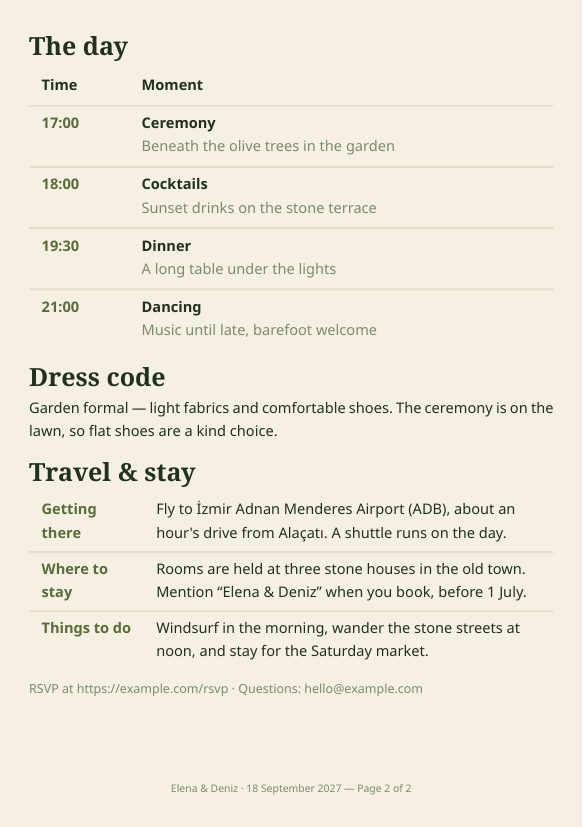 The day
Time Moment
17:00 Ceremony
Beneath the olive trees in the garden
18:00 Cocktails
Sunset drinks on the stone terrace
19:30 Dinner
A long table under the lights
21:00 Dancing
Music until late, barefoot welcome
Dress code
Garden formal — light fabrics and comfortable shoes. The ceremony is on the
lawn, so flat shoes are a kind choice.
Travel & stay
Getting Fly to İzmir Adnan Menderes Airport (ADB), about an
there hour's drive from Alaçatı. A shuttle runs on the day.
Where to Rooms are held at three stone houses in the old town.
stay Mention “Elena & Deniz” when you book, before 1 July.
Things to do Windsurf in the morning, wander the stone streets at
noon, and stay for the Saturday market.
RSVP at https://example.com/rsvp · Questions: hello@example.com
Elena & Deniz · 18 September 2027 — Page 2 of 2